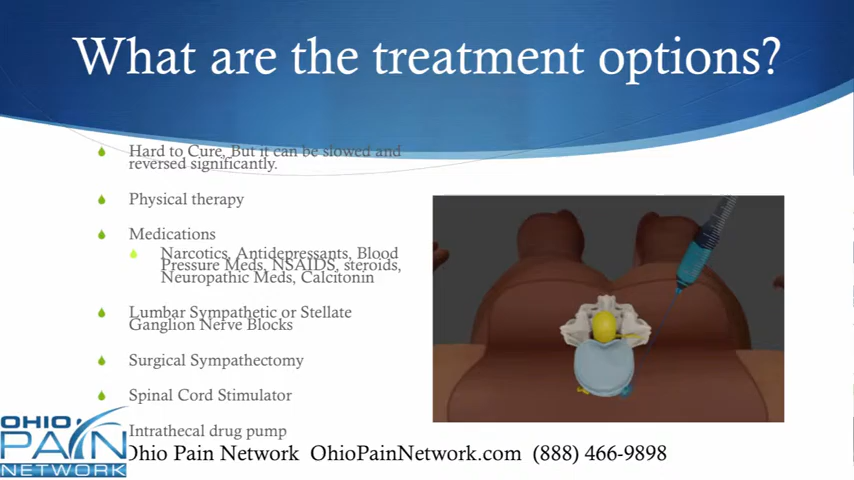 What are the treatment options?
Hard to Cure, But it can be slowed and
reversed significantly.
Physical therapy
Medications
Narcotics, Antidepressants, Blood
Pressure Meds, NSAIDS, steroids,
Neuropathic Meds, Calcitonin
Lumbar Sympathetic or Stellate
Ganglion Nerve Blocks
Surgical Sympathectomy
Spinal Cord Stimulator
Intrathecal drug pump
OHIO
PAIN
NETWORK
Ohio Pain Network OhioPainNetwork.com (888) 466-9898